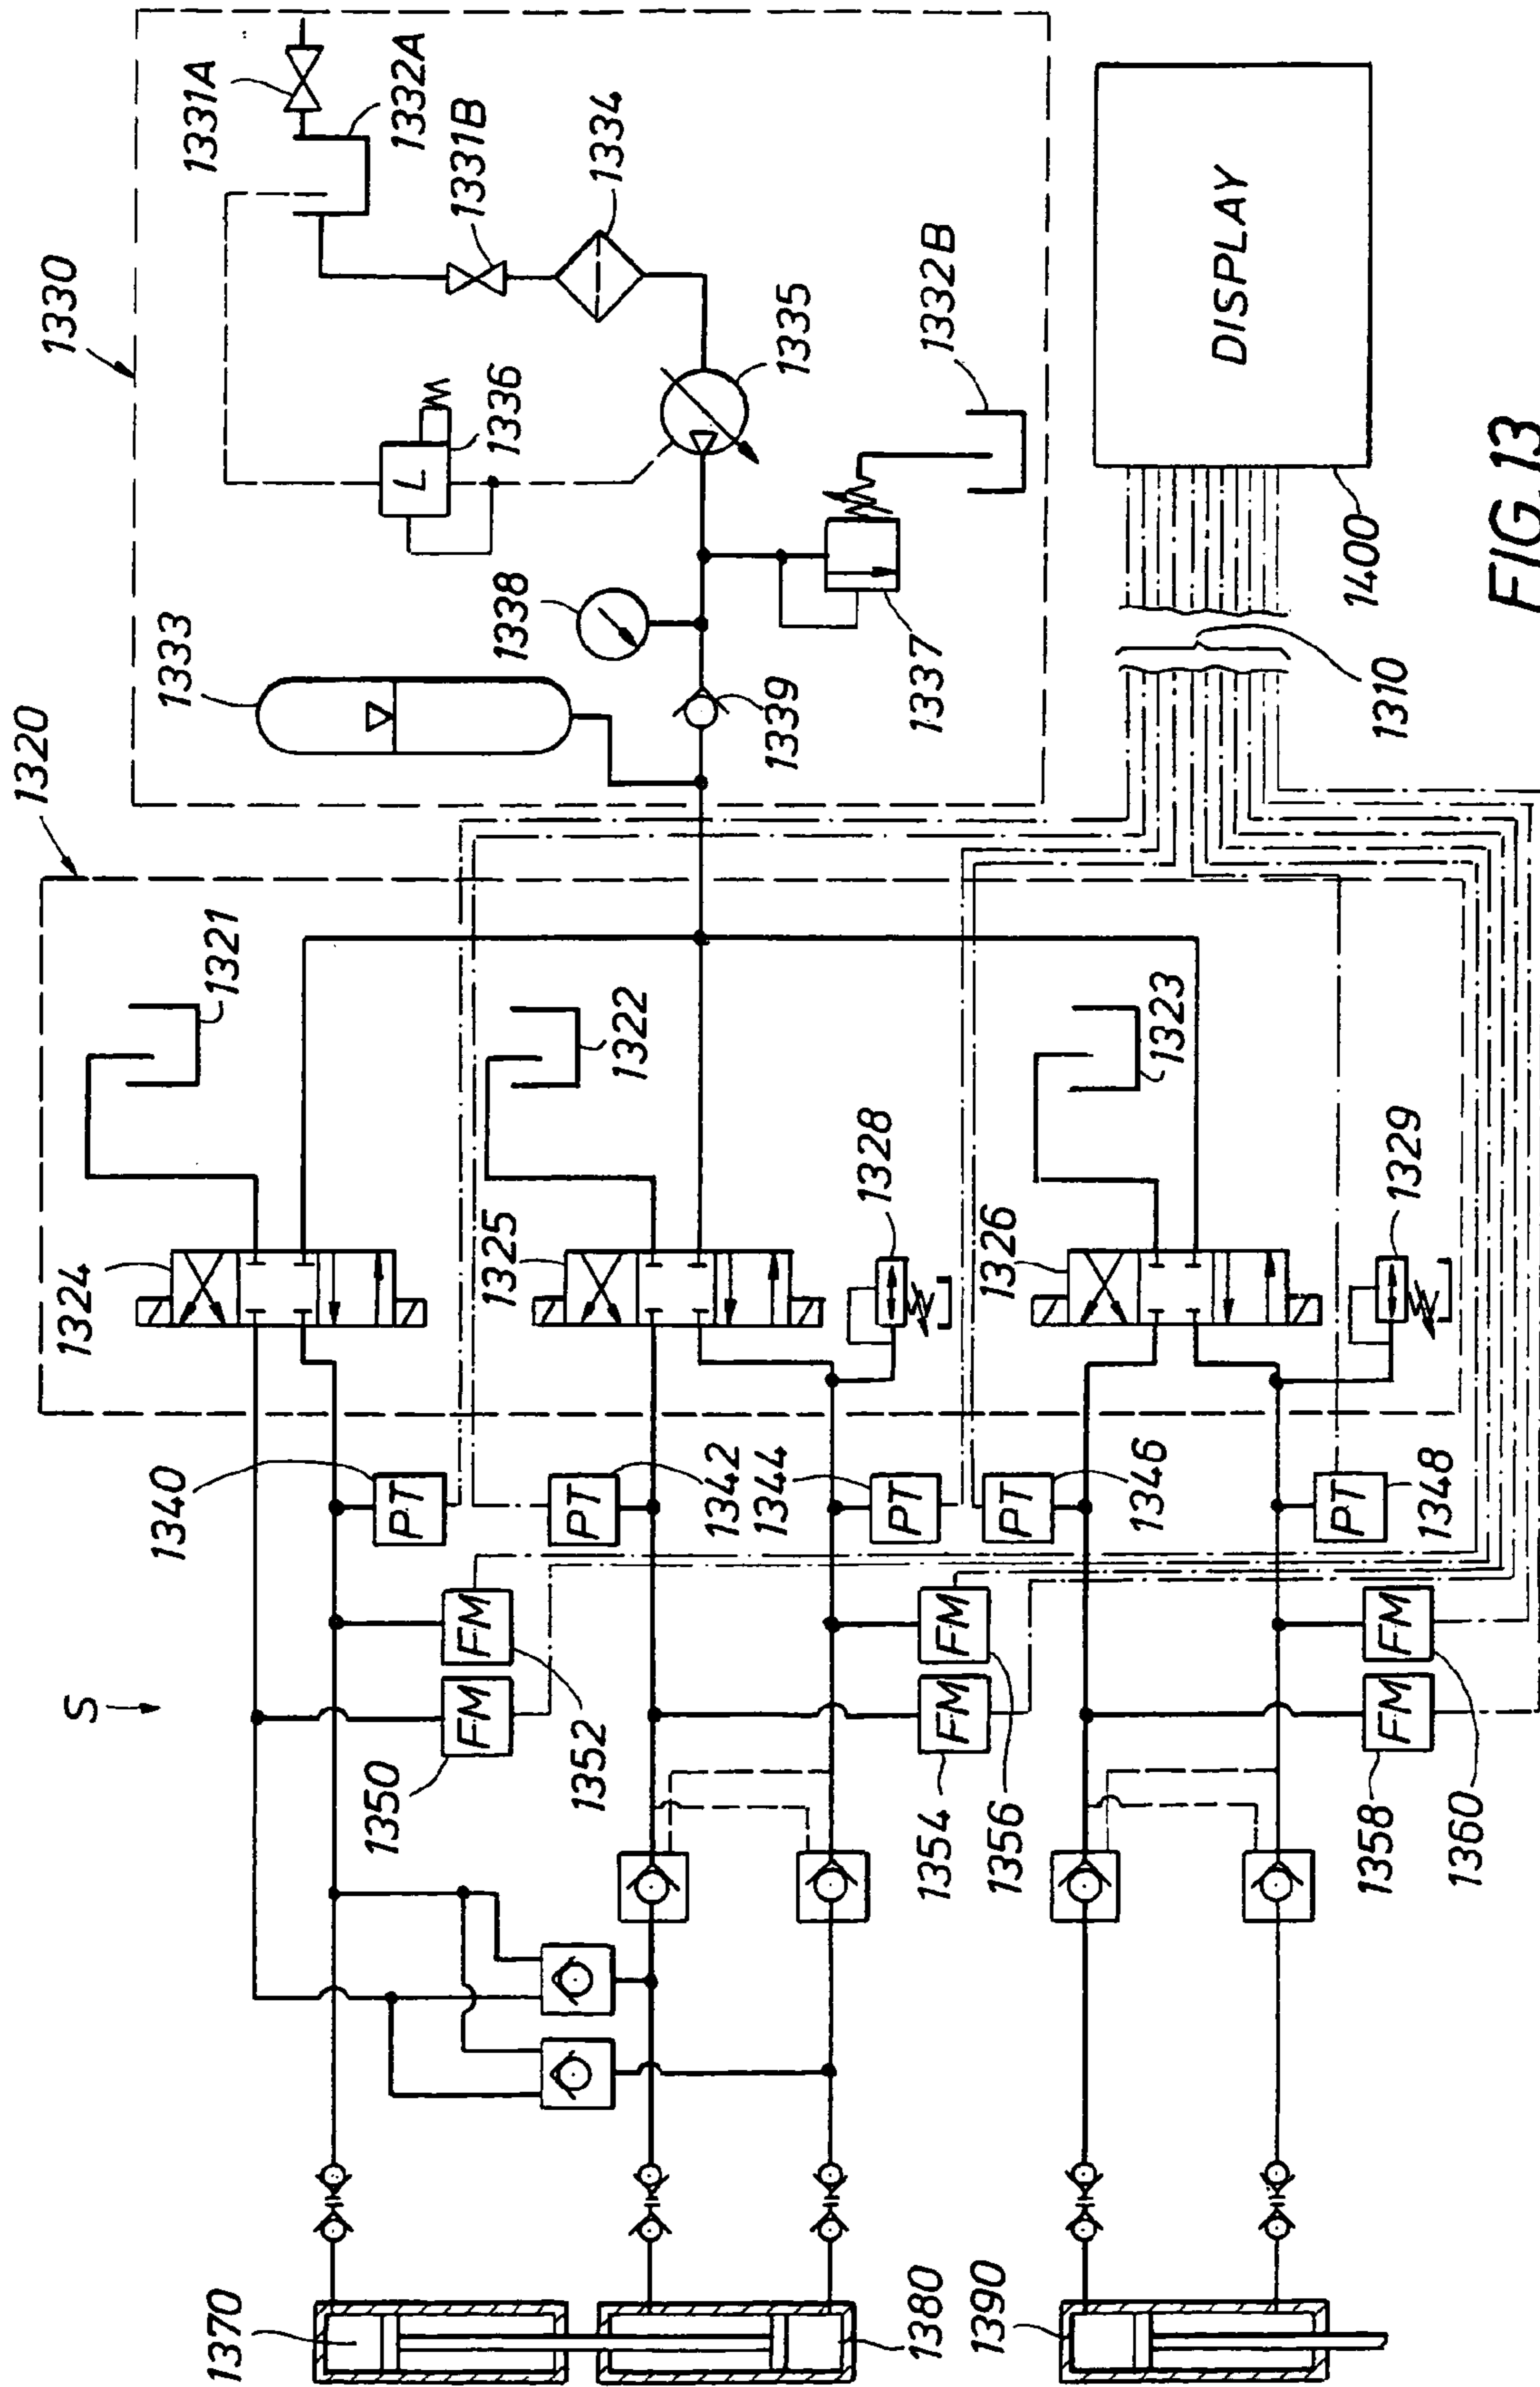 1330
1331A
1332A
1331B
1334
L
1336
1335
1332B
1333
1338
1339
1337
DISPLAY
1400
1310
1320
1321
1322
1323
1324
1325
1326
1328
1329
1340
PT
PT
1342
1344
PT
PT
1346
PT
1348
S
FM
1350
FM
1352
FM
1354
FM
1356
FM
1358
FM
1360
1370
1380
1390
FIG. 13